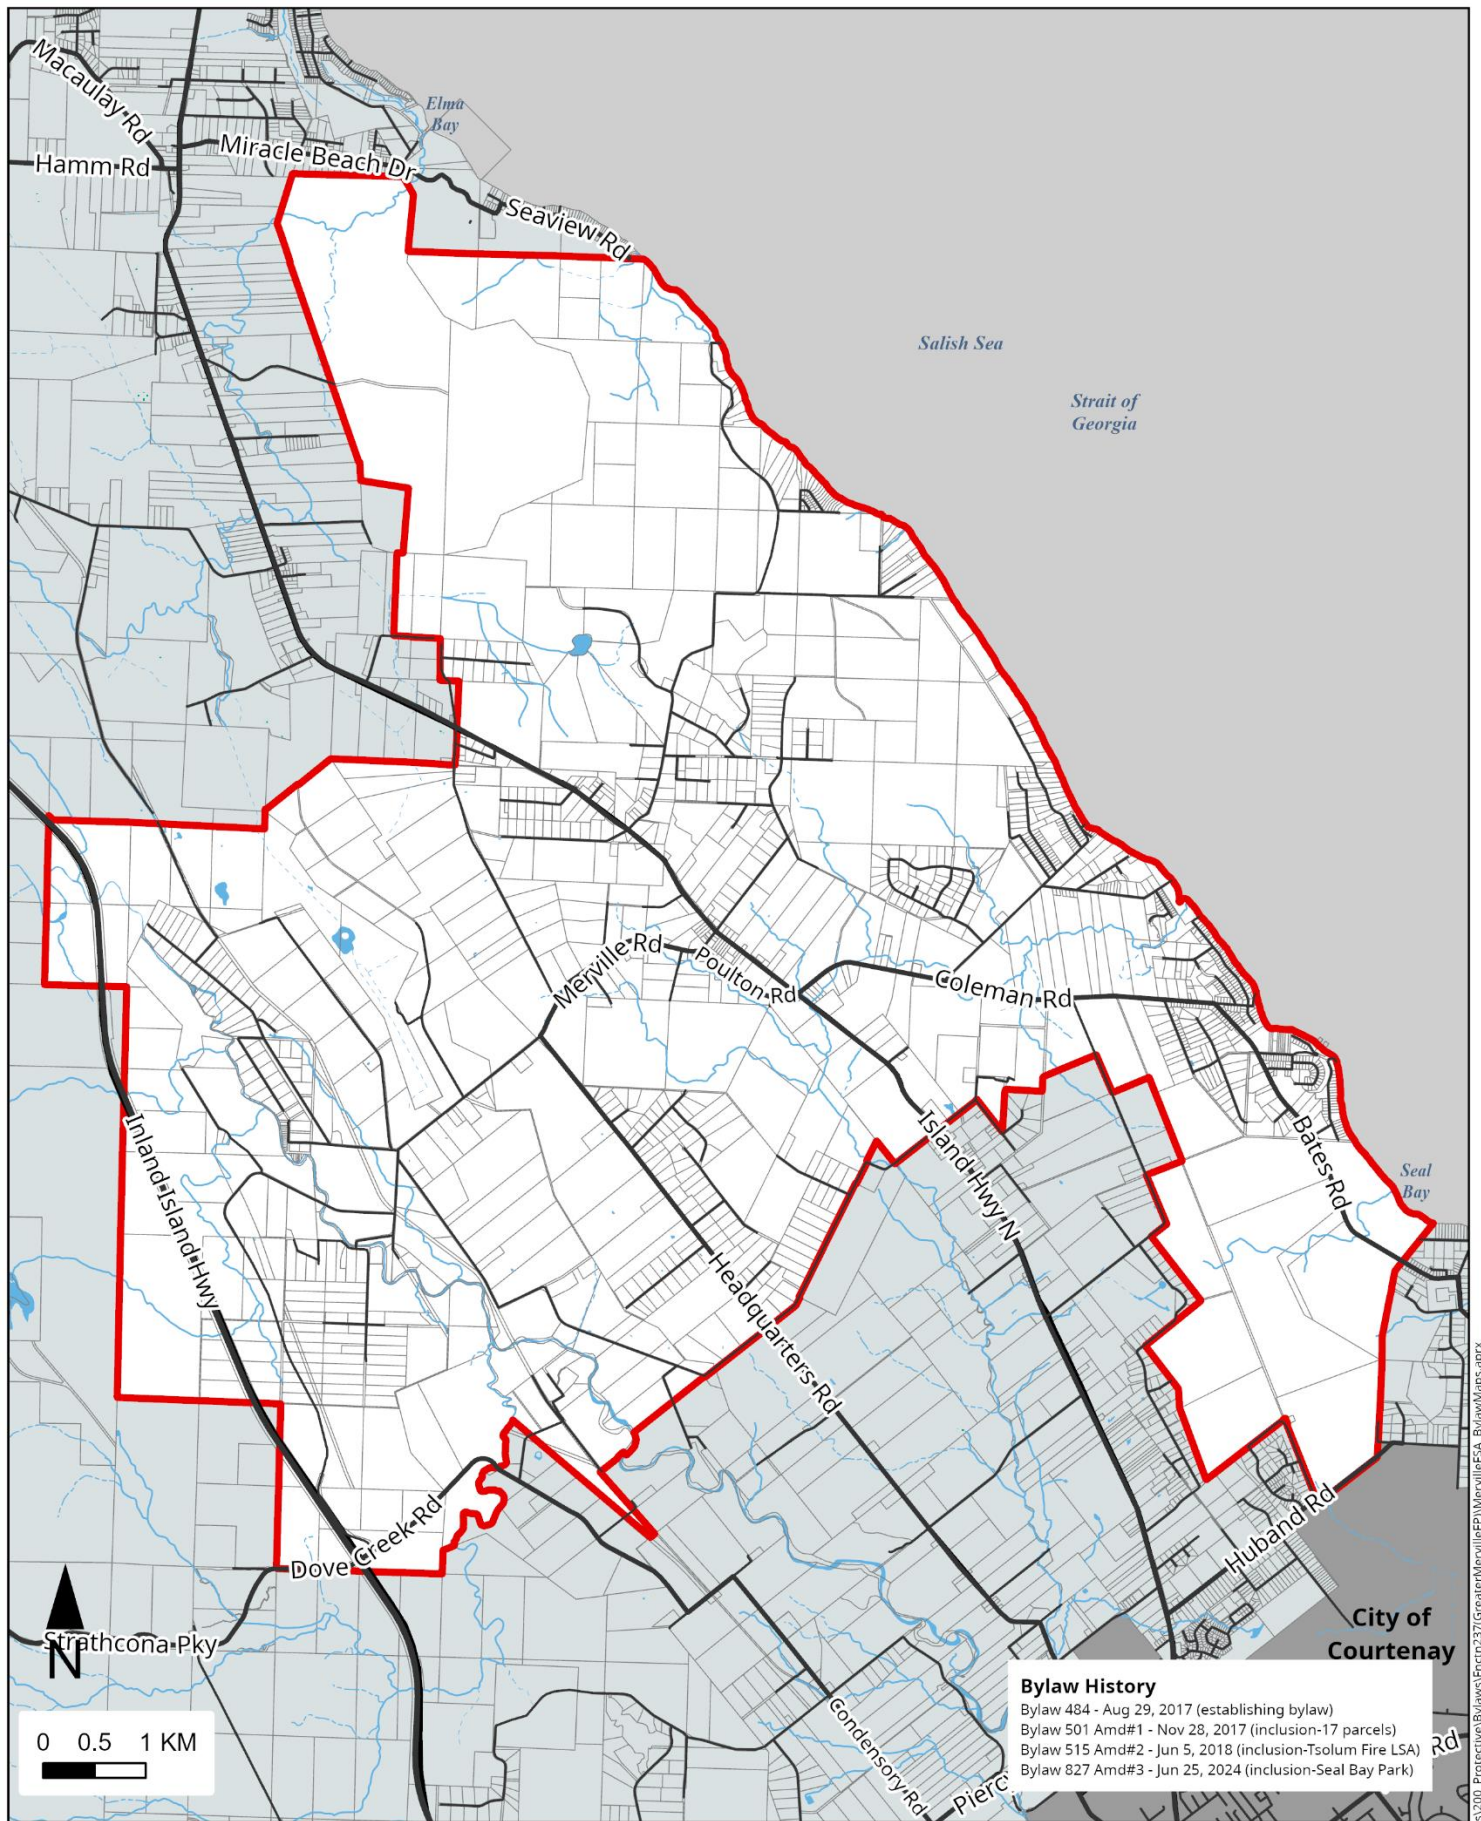 Macaulay Rd
Elma
Bay
Hamm Rd
Miracle Beach Dr
Seaview Rd
Salish Sea
Strait of
Georgia
Merville Rd
Poulton Rd
Coleman Rd
Inland Island Hwy
Island Hwy N
Bates Rd
Seal
Bay
Headquarters Rd
Dove Creek Rd
Huband Rd
Strathcona Pky
N
City of
Courtenay
Condensory Rd
Piercy
Rd
0 0.5 1 KM
Bylaw History
Bylaw 484 - Aug 29, 2017 (establishing bylaw)
Bylaw 501 Amd#1 - Nov 28, 2017 (inclusion-17 parcels)
Bylaw 515 Amd#2 - Jun 5, 2018 (inclusion-Tsolum Fire LSA)
Bylaw 827 Amd#3 - Jun 25, 2024 (inclusion-Seal Bay Park)